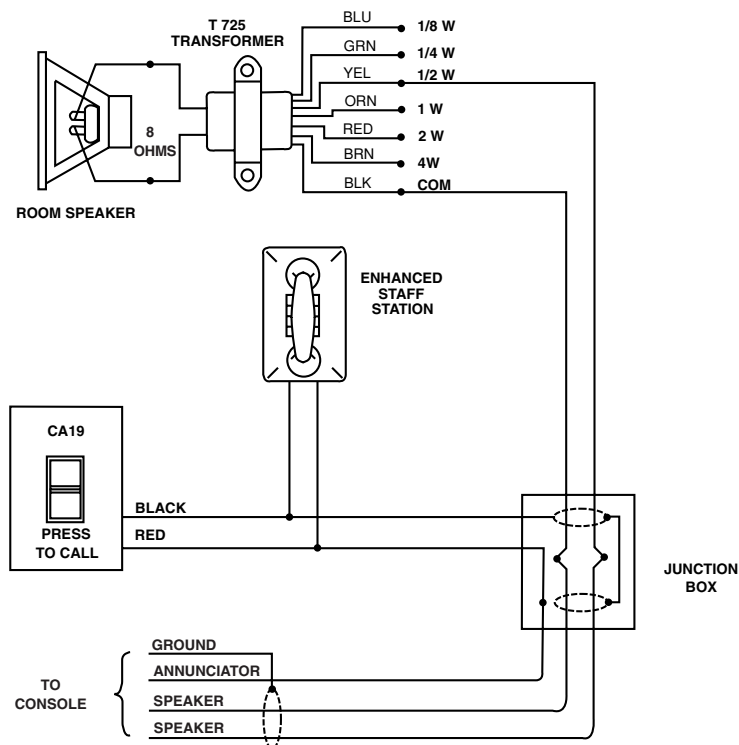 T 725
TRANSFORMER
BLU 1/8 W
GRN 1/4 W
YEL 1/2 W
ORN 1 W
RED 2 W
BRN 4W
BLK COM
8
OHMS
ROOM SPEAKER
ENHANCED
STAFF
STATION
CA19
PRESS
TO CALL
BLACK
RED
JUNCTION
BOX
TO
CONSOLE
GROUND
ANNUNCIATOR
SPEAKER
SPEAKER